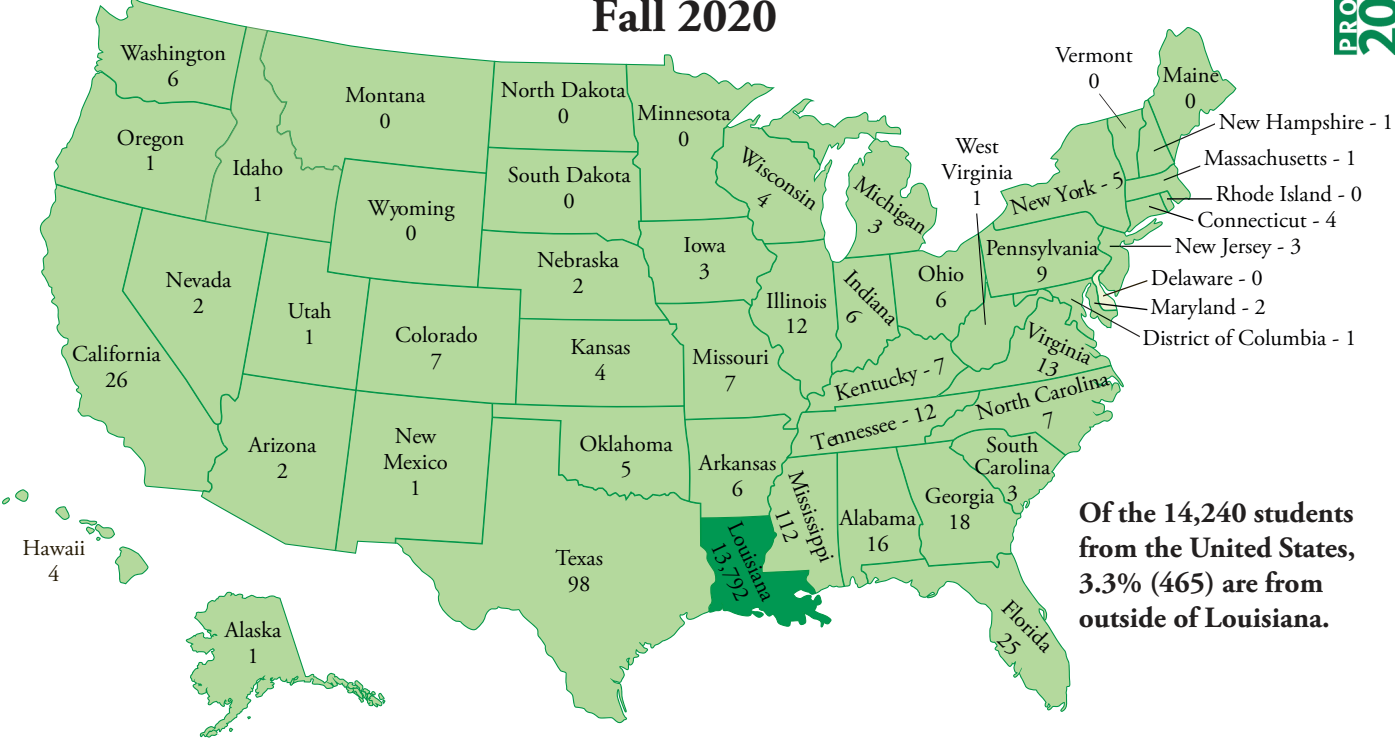 Fall 2020
PRO
20
Washington
6
Oregon
1
Idaho
1
Montana
0
North Dakota
0
Minnesota
0
South Dakota
0
Wyoming
0
Wisconsin
4
Michigan
3
Vermont
0
Maine
0
New Hampshire - 1
Massachusetts - 1
Rhode Island - 0
Connecticut - 4
New Jersey - 3
Delaware - 0
Maryland - 2
District of Columbia - 1
West
Virginia
1
New York - 5
Pennsylvania
9
Nevada
2
Utah
1
Colorado
7
Nebraska
2
Iowa
3
Illinois
12
Indiana
6
Ohio
6
California
26
Kansas
4
Missouri
7
Kentucky - 7
Virginia
13
Tennessee - 12
North Carolina
7
Arizona
2
New
Mexico
1
Oklahoma
5
Arkansas
6
Mississippi
112
Alabama
16
Georgia
18
South
Carolina
3
Texas
98
Louisiana
13,792
Florida
25
Hawaii
4
Alaska
1
Of the 14,240 students
from the United States,
3.3% (465) are from
outside of Louisiana.